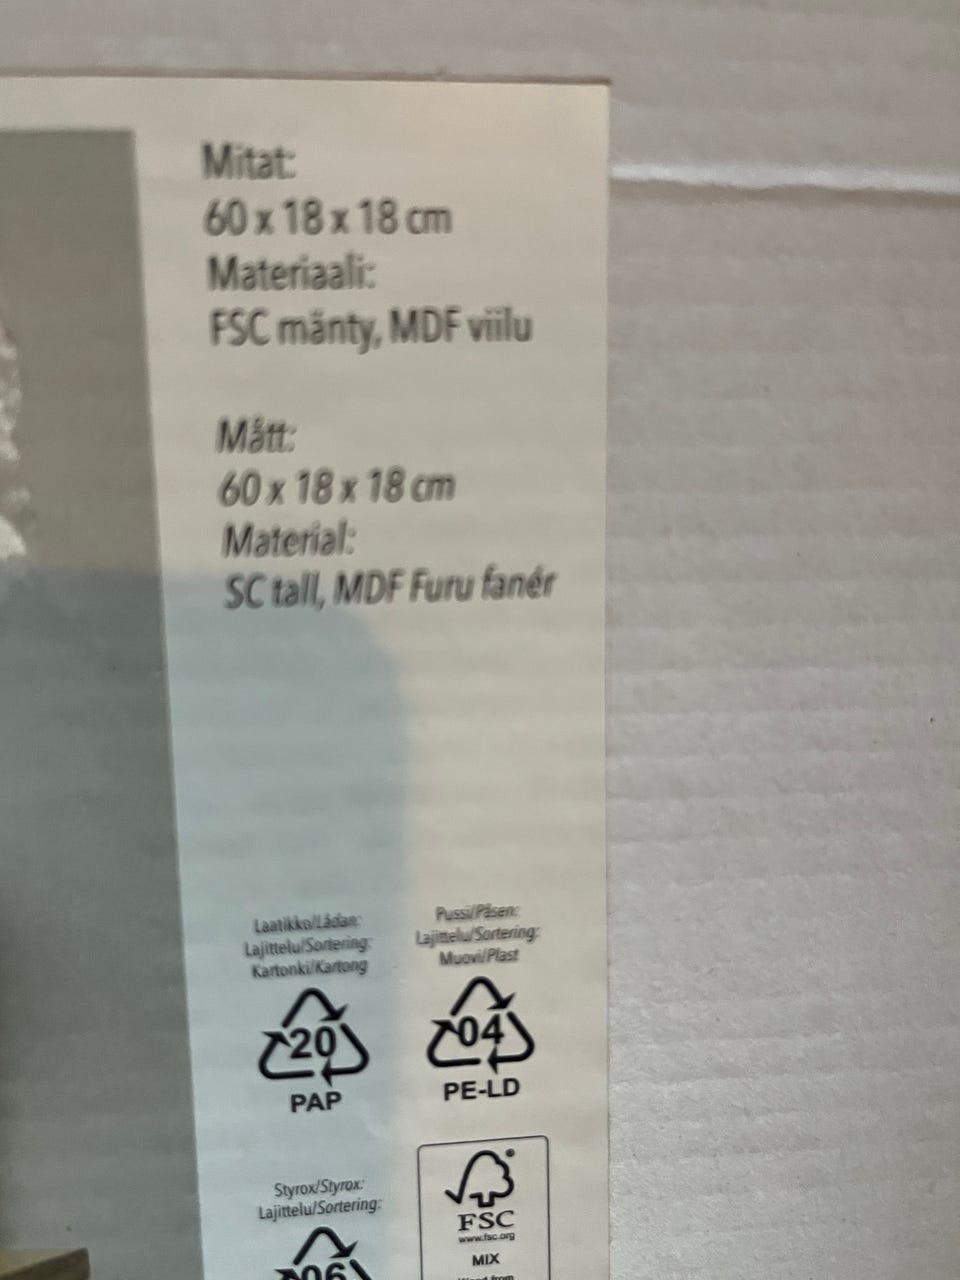 Mitat:
60 x 18 x 18 cm
Materiaali:
FSC mänty, MDF viilu
Mått:
60 x 18 x 18 cm
Material:
SC tall, MDF Furu fanér
Laatikko/Lådan:
Lajittelu/Sortering:
Kartonki/Kartong
20
PAP
Pussi/Påsen:
Lajittelu/Sortering:
Muovi/Plast
04
PE-LD
Styrox/Styrox:
Lajittelu/Sortering:
06
FSC
www.fsc.org
MIX